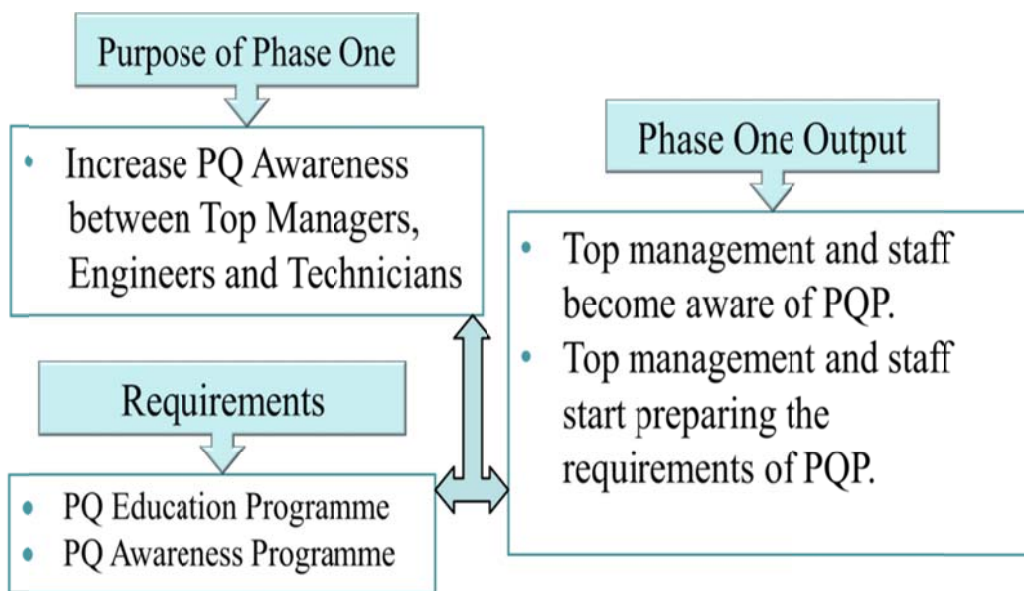 Purpose of Phase One
• Increase PQ Awareness
between Top Managers,
Engineers and Technicians
Requirements
• PQ Education Programme
• PQ Awareness Programme
Phase One Output
• Top management and staff
become aware of PQP.
• Top management and staff
start preparing the
requirements of PQP.